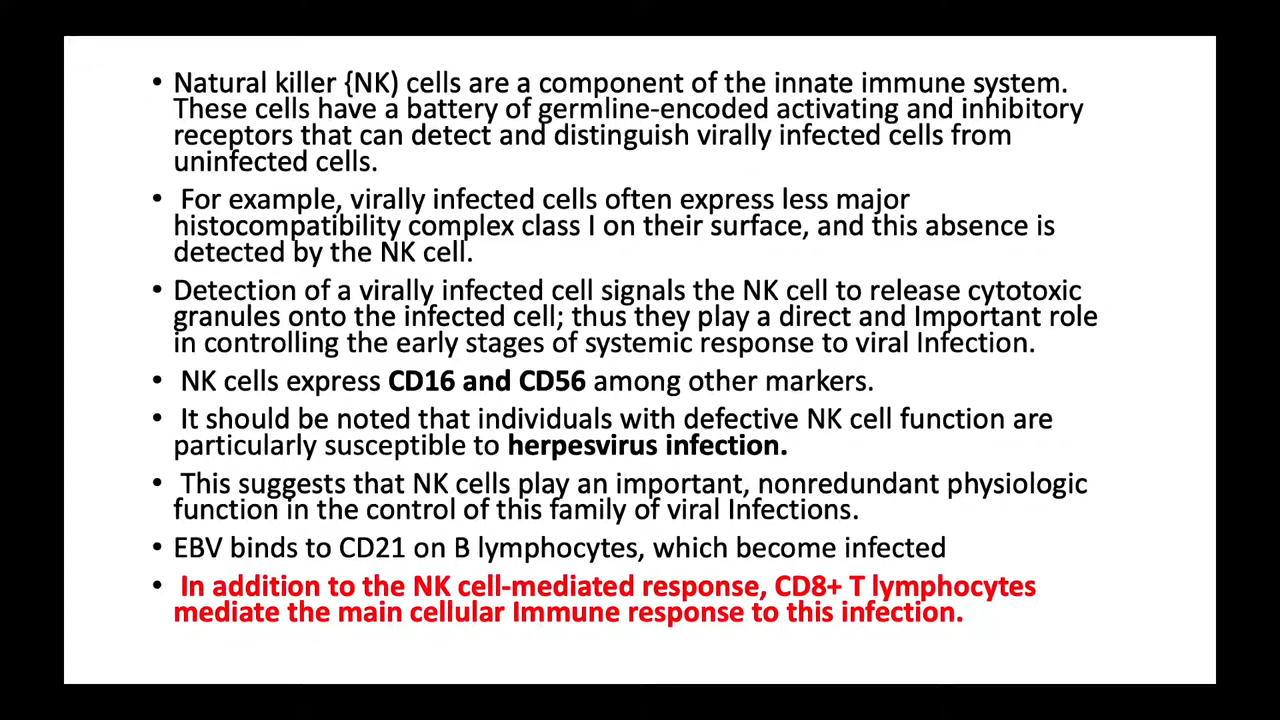 • Natural killer {NK) cells are a component of the innate immune system.
These cells have a battery of germline-encoded activating and inhibitory
receptors that can detect and distinguish virally infected cells from
uninfected cells.
• For example, virally infected cells often express less major
histocompatibility complex class I on their surface, and this absence is
detected by the NK cell.
• Detection of a virally infected cell signals the NK cell to release cytotoxic
granules onto the infected cell; thus they play a direct and Important role
in controlling the early stages of systemic response to viral Infection.
• NK cells express CD16 and CD56 among other markers.
• It should be noted that individuals with defective NK cell function are
particularly susceptible to herpesvirus infection.
• This suggests that NK cells play an important, nonredundant physiologic
function in the control of this family of viral Infections.
• EBV binds to CD21 on B lymphocytes, which become infected
• In addition to the NK cell-mediated response, CD8+ T lymphocytes
mediate the main cellular Immune response to this infection.